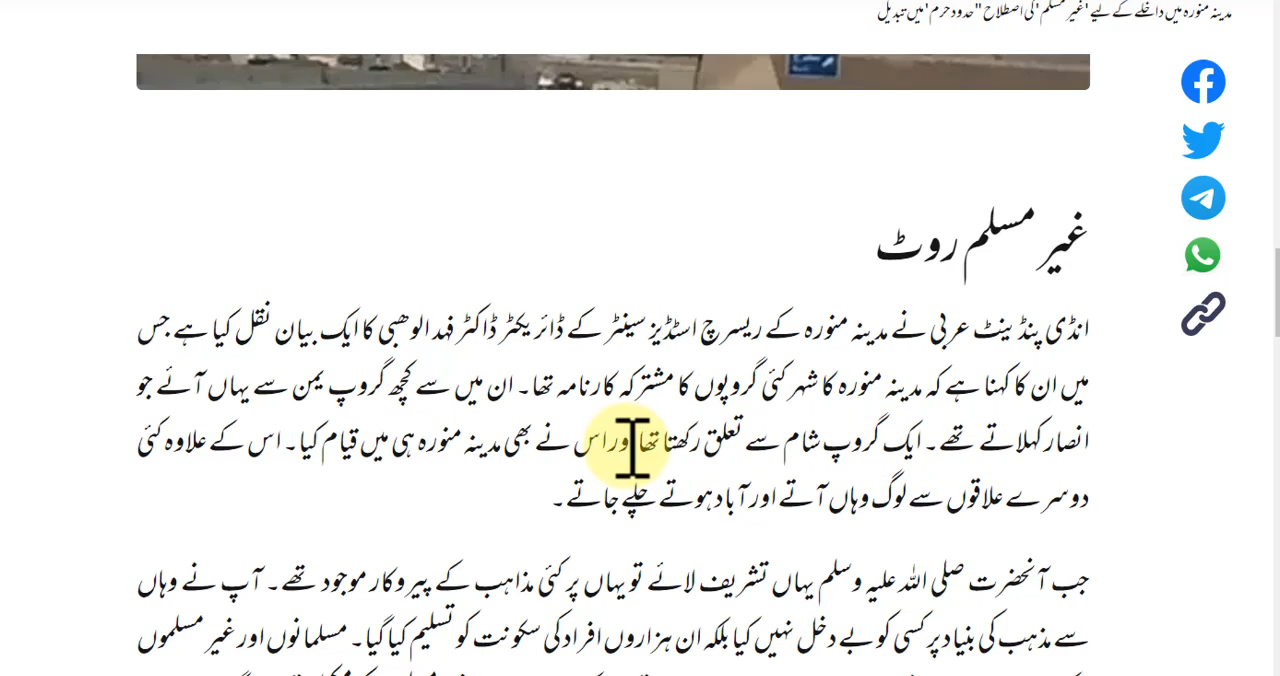 مدینہ منورہ میں داخلے کے لیے 'غیر مسلم' کی اصطلاح "حدود حرم" میں تبدیل
غیر مسلم روٹ
انڈی پنڈینٹ عربی نے مدینہ منورہ کے ریسرچ اسٹڈیز سینٹر کے ڈائریکٹر ڈاکٹر فہد الوھبی کا ایک بیان نقل کیا ہے جس
میں ان کا کہنا ہے کہ مدینہ منورہ کا شہر کئی گروپوں کا مشترکہ کارنامہ تھا۔ ان میں سے کچھ گروپ یمن سے یہاں آئے جو
انصار کہلاتے تھے۔ ایک گروپ شام سے تعلق رکھتا تھا اور اس نے بھی مدینہ منورہ ہی میں قیام کیا۔ اس کے علاوہ کئی
دوسرے علاقوں سے لوگ وہاں آتے اور آباد ہوتے چلے جاتے۔
جب آنحضرت صلی اللہ علیہ وسلم یہاں تشریف لائے تو یہاں پر کئی مذاہب کے پیروکار موجود تھے۔ آپ نے وہاں
سے مذہب کی بنیاد پر کسی کو بے دخل نہیں کیا بلکہ ان ہزاروں افراد کی سکونت کو تسلیم کیا گیا۔ مسلمانوں اور غیر مسلموں